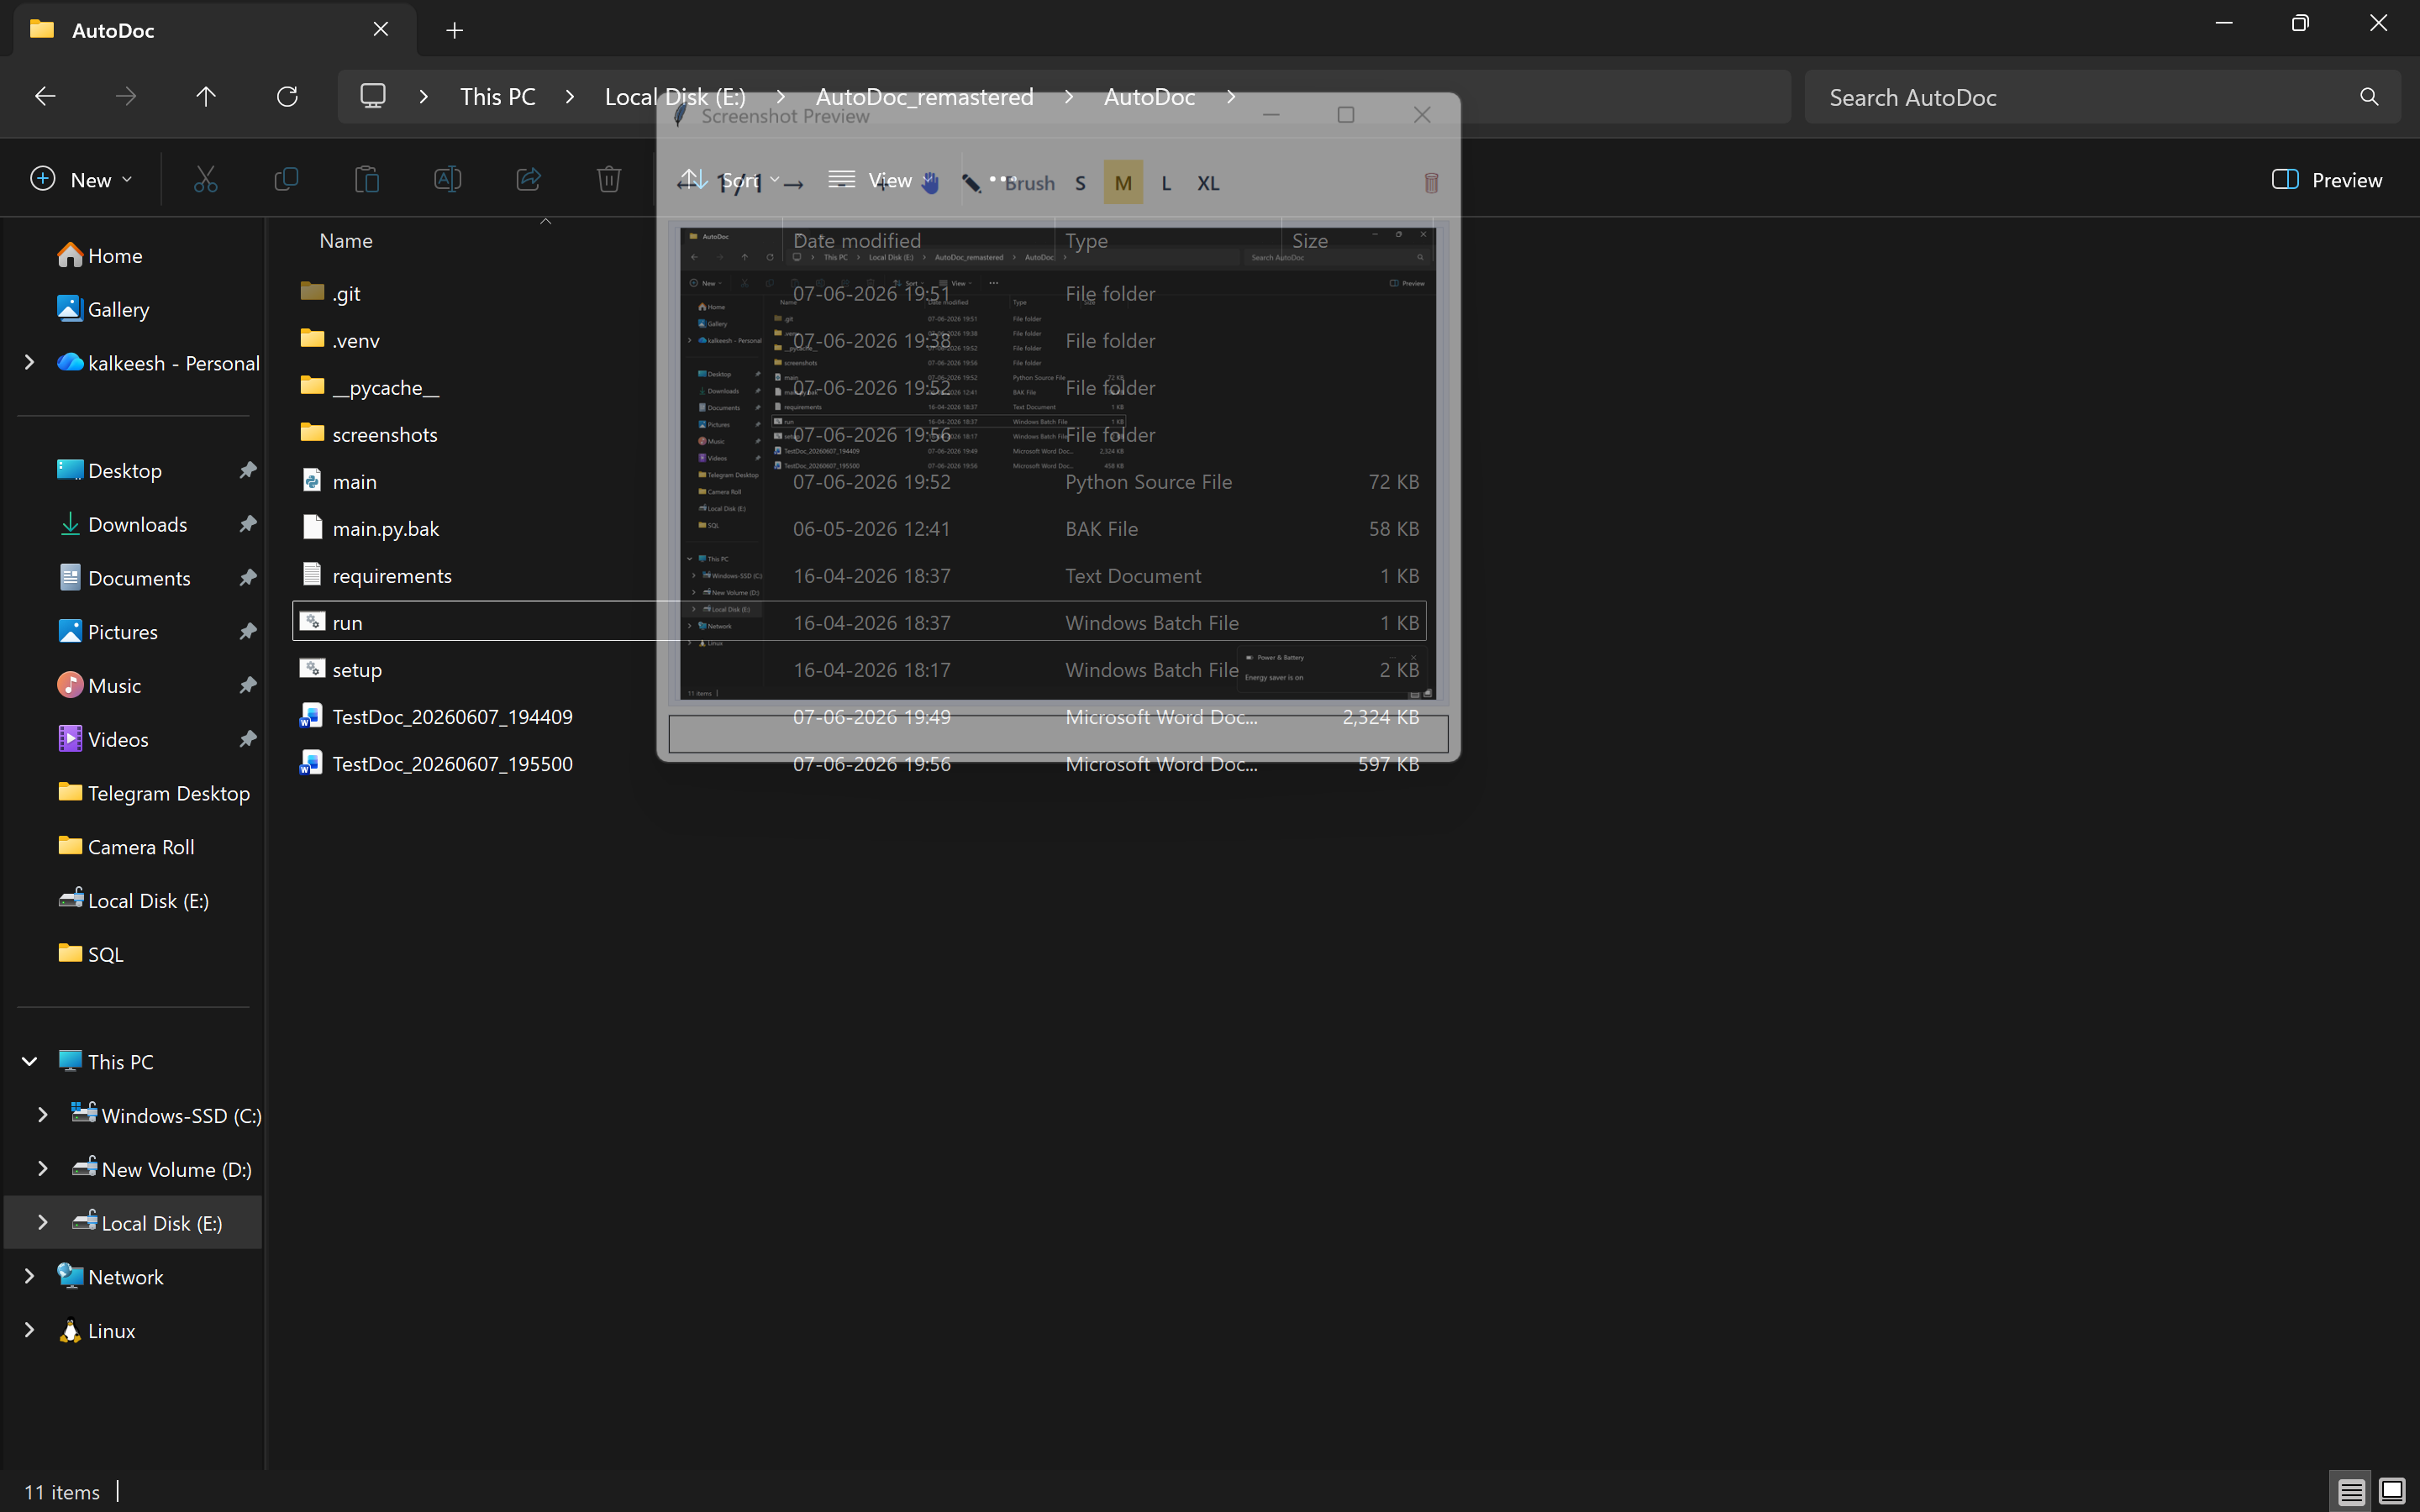 AutoDoc
This PC > Local Disk (E:) > AutoDoc_remastered > AutoDoc >
Search AutoDoc
Screenshot Preview
New
Sort
View
1 / 1
Brush S M L XL
Preview
Name
Date modified
Type
Size
.git 07-06-2026 19:51 File folder
.venv 07-06-2026 19:38 File folder
__pycache__ 07-06-2026 19:52 File folder
screenshots 07-06-2026 19:56 File folder
main 07-06-2026 19:52 Python Source File 72 KB
main.py.bak 06-05-2026 12:41 BAK File 58 KB
requirements 16-04-2026 18:37 Text Document 1 KB
run 16-04-2026 18:37 Windows Batch File 1 KB
setup 16-04-2026 18:17 Windows Batch File 2 KB
TestDoc_20260607_194409 07-06-2026 19:49 Microsoft Word Doc... 2,324 KB
TestDoc_20260607_195500 07-06-2026 19:56 Microsoft Word Doc... 597 KB
Home
Gallery
kalkeesh - Personal
Desktop
Downloads
Documents
Pictures
Music
Videos
Telegram Desktop
Camera Roll
Local Disk (E:)
SQL
This PC
Windows-SSD (C:)
New Volume (D:)
Local Disk (E:)
Network
Linux
Power & Battery
Energy saver is on
11 items